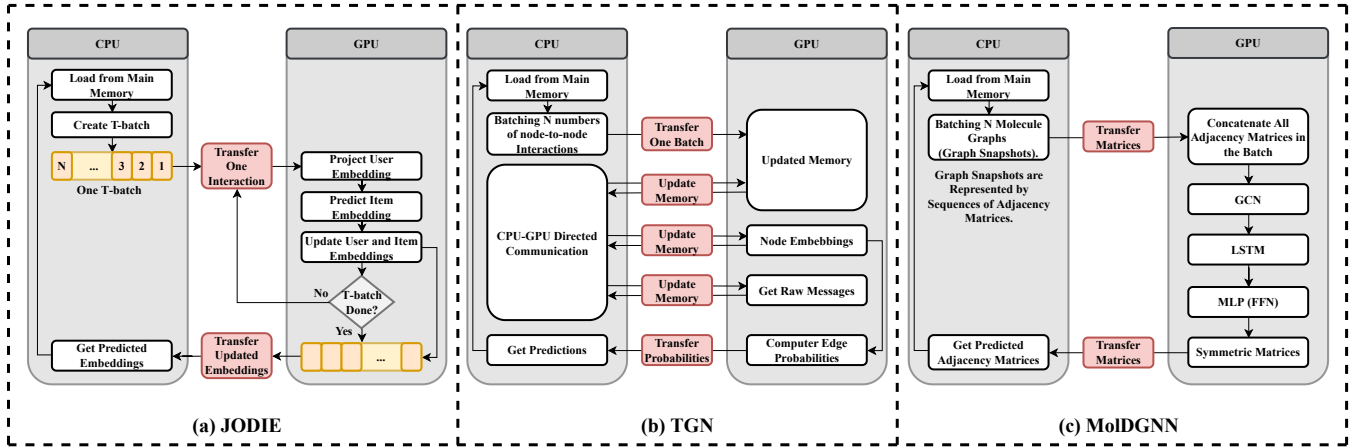 CPU
GPU
Load from Main
Memory
Create T-batch
N ... 3 2 1
One T-batch
Transfer
One
Interaction
Project User
Embedding
Predict Item
Embedding
Update User and Item
Embeddings
No
T-batch
Done?
Yes
...
Transfer
Updated
Embeddings
Get Predicted
Embeddings
(a) JODIE
CPU
GPU
Load from Main
Memory
Batching N numbers
of node-to-node
Interactions
Transfer
One Batch
Updated Memory
CPU-GPU Directed
Communication
Update
Memory
Update
Memory
Node Embebbings
Update
Memory
Get Raw Messages
Get Predictions
Transfer
Probabilities
Computer Edge
Probabilities
(b) TGN
CPU
GPU
Load from Main
Memory
Batching N Molecule
Graphs
(Graph Snapshots).
Graph Snapshots are
Represented by
Sequences of Adjacency
Matrices.
Transfer
Matrices
Concatenate All
Adjacency Matrices in
the Batch
GCN
LSTM
MLP (FFN)
Symmetric Matrices
Transfer
Matrices
Get Predicted
Adjacency Matrices
(c) MolDGNN